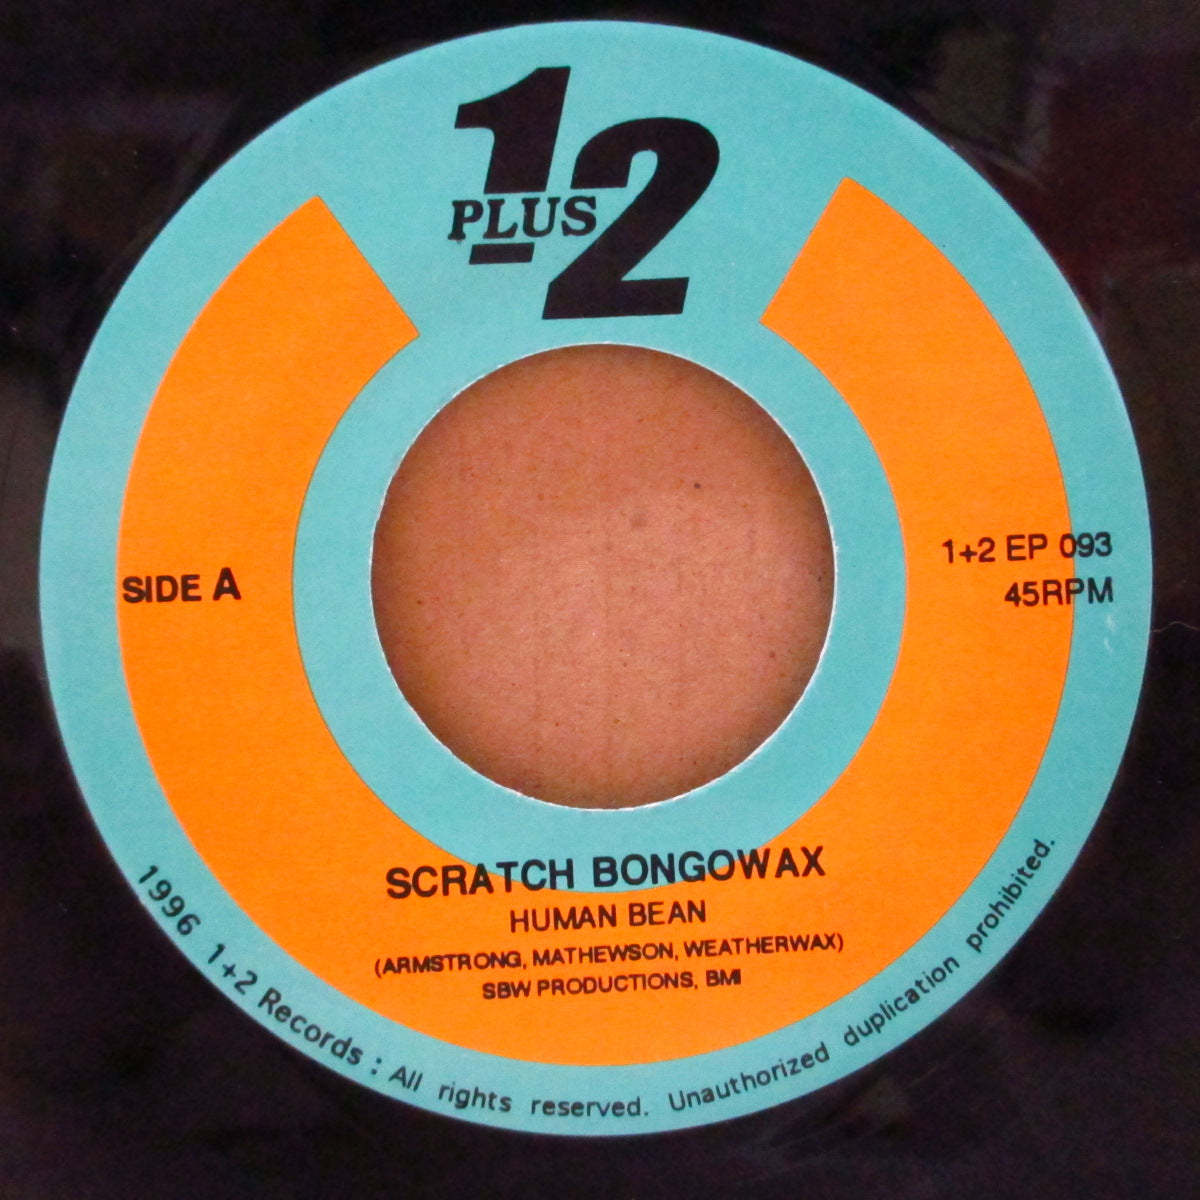 1
PLUS
2
SIDE A
1+2 EP 093
45RPM
SCRATCH BONGOWAX
HUMAN BEAN
(ARMSTRONG, MATHEWSON, WEATHERWAX)
SBW PRODUCTIONS, BMI
1996 1+2 Records : All rights reserved. Unauthorized duplication prohibited.